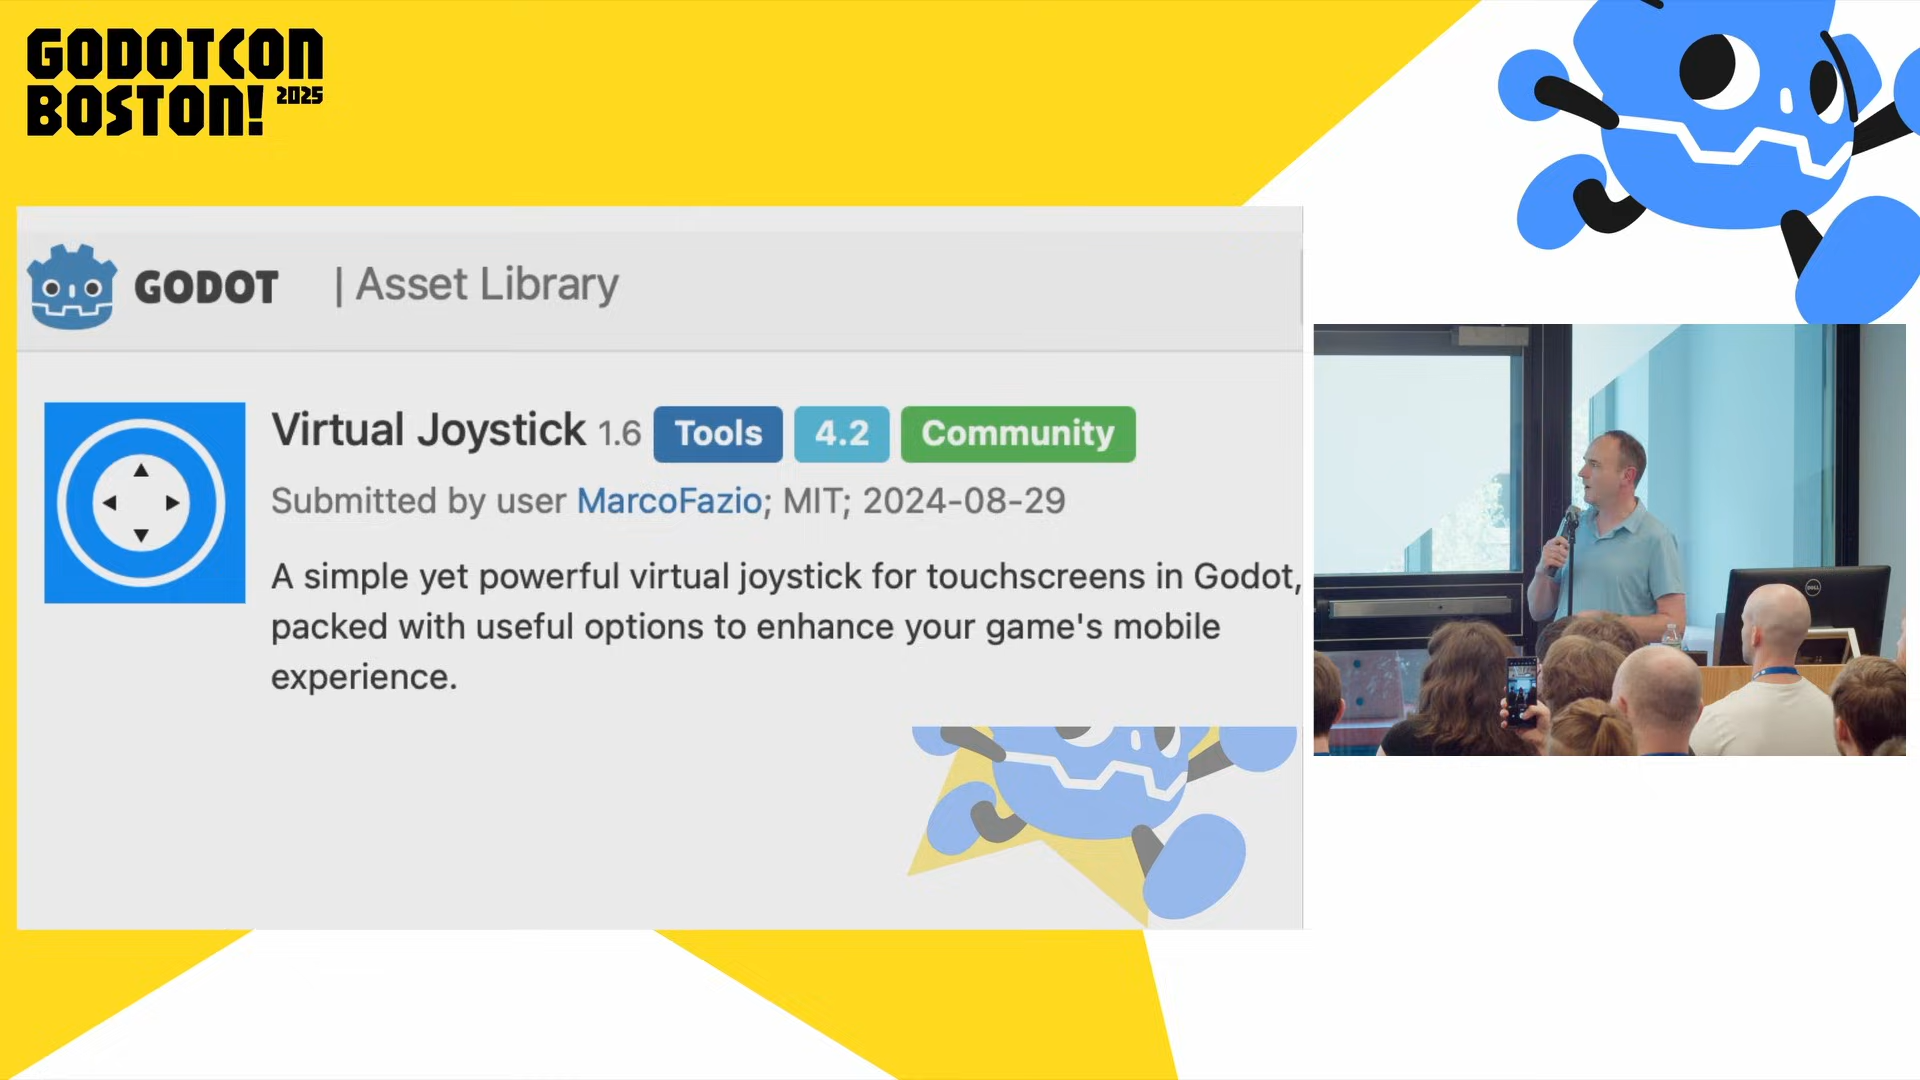 GODOTCON
BOSTON! 2025
GODOT | Asset Library
Virtual Joystick 1.6 Tools 4.2 Community
Submitted by user MarcoFazio; MIT; 2024-08-29
A simple yet powerful virtual joystick for touchscreens in Godot,
packed with useful options to enhance your game's mobile
experience.
DELL